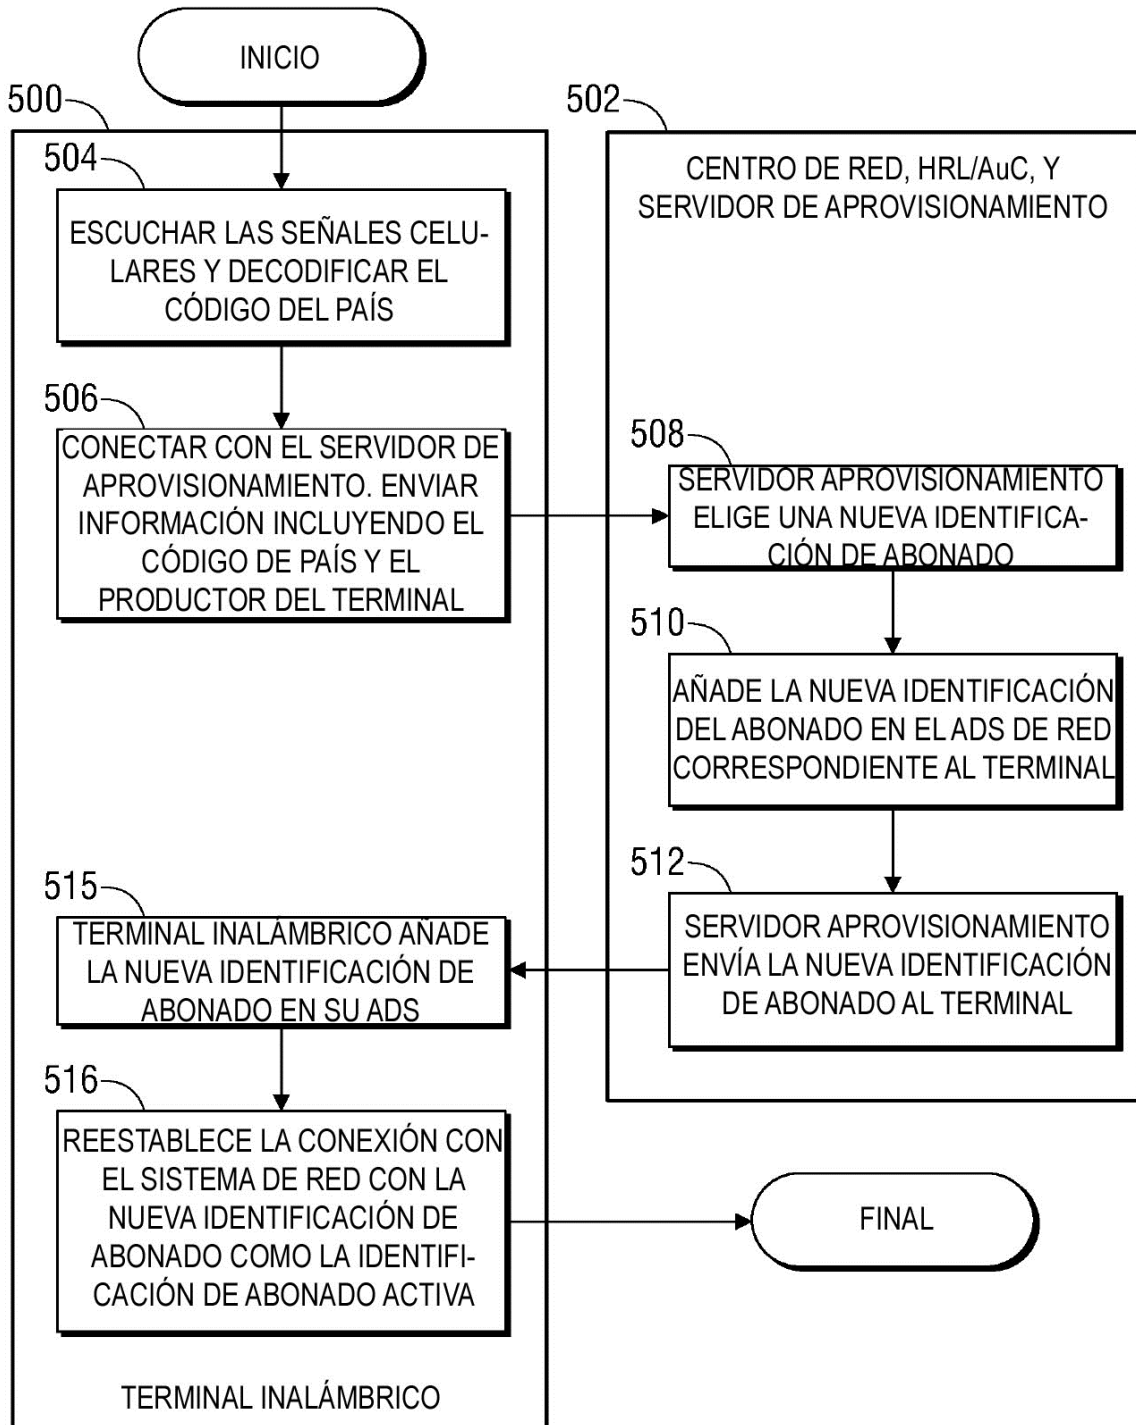 INICIO
500
502
504
CENTRO DE RED, HRL/AuC, Y
SERVIDOR DE APROVISIONAMIENTO
ESCUCHAR LAS SEÑALES CELU-
LARES Y DECODIFICAR EL
CÓDIGO DEL PAÍS
506
CONECTAR CON EL SERVIDOR DE
APROVISIONAMIENTO. ENVIAR
INFORMACIÓN INCLUYENDO EL
CÓDIGO DE PAÍS Y EL
PRODUCTOR DEL TERMINAL
508
SERVIDOR APROVISIONAMIENTO
ELIGE UNA NUEVA IDENTIFICA-
CIÓN DE ABONADO
510
AÑADE LA NUEVA IDENTIFICACIÓN
DEL ABONADO EN EL ADS DE RED
CORRESPONDIENTE AL TERMINAL
512
SERVIDOR APROVISIONAMIENTO
ENVÍA LA NUEVA IDENTIFICACIÓN
DE ABONADO AL TERMINAL
515
TERMINAL INALÁMBRICO AÑADE
LA NUEVA IDENTIFICACIÓN DE
ABONADO EN SU ADS
516
REESTABLECE LA CONEXIÓN CON
EL SISTEMA DE RED CON LA
NUEVA IDENTIFICACIÓN DE
ABONADO COMO LA IDENTIFI-
CACIÓN DE ABONADO ACTIVA
FINAL
TERMINAL INALÁMBRICO